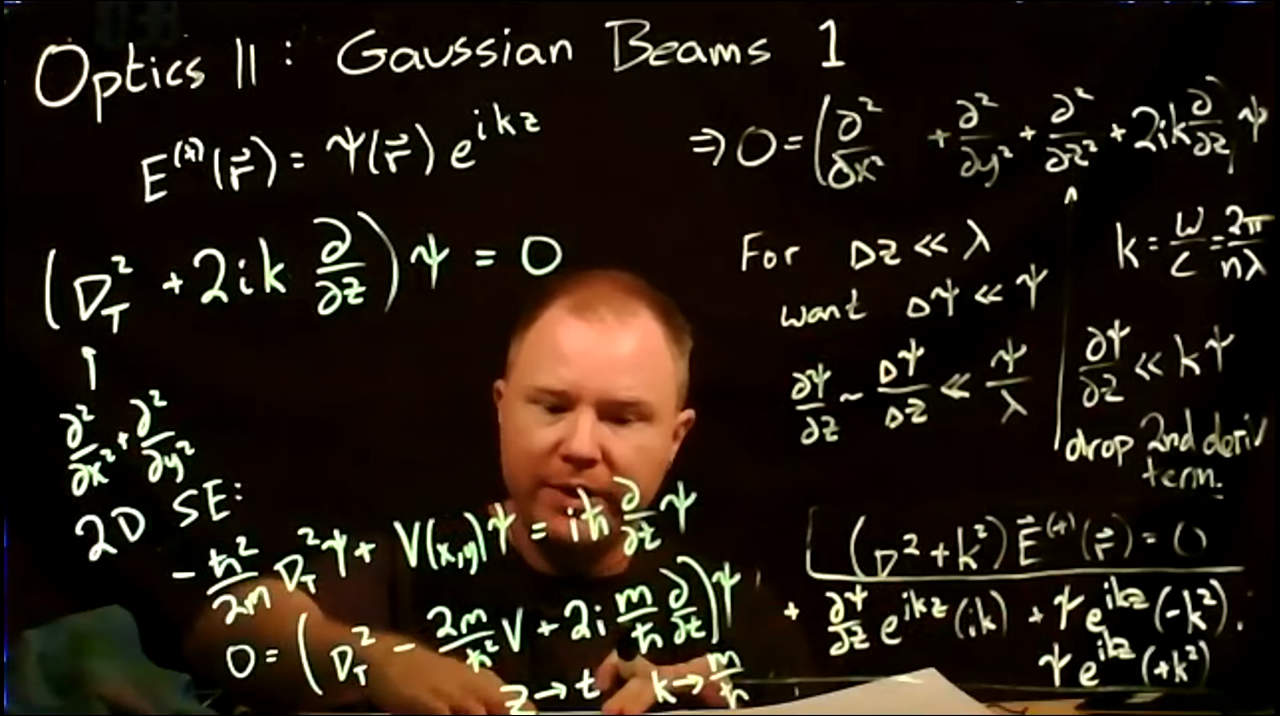 Optics II : Gaussian Beams 1
E⁽⁺⁾(r⃗) = ψ(r⃗) e^{ikz}
(∇_T² + 2ik ∂/∂z) ψ = 0
↑
∂²/∂x² + ∂²/∂y²
2D SE:
-ħ²/2m ∇_T² ψ + V(x,y)ψ = iħ ∂/∂t ψ
0 = (∇_T² - 2m/ħ² V + 2i m/ħ ∂/∂t) ψ
z → t k → m/ħ
⇒ 0 = (∂²/∂x² + ∂²/∂y² + ∂²/∂z² + 2ik ∂/∂z) ψ
For Δz ≪ λ
want Δψ ≪ ψ
∂ψ/∂z ~ Δψ/Δz ≪ ψ/λ
k = ω/c = 2π/nλ
∂ψ/∂z ≪ kψ
drop 2nd deriv
term.
(∇² + k²) E⃗⁽⁺⁾(r⃗) = 0
+ ∂ψ/∂z e^{ikz} (ik) + ψ e^{ikz} (-k²).
ψ e^{ikz} (+k²)